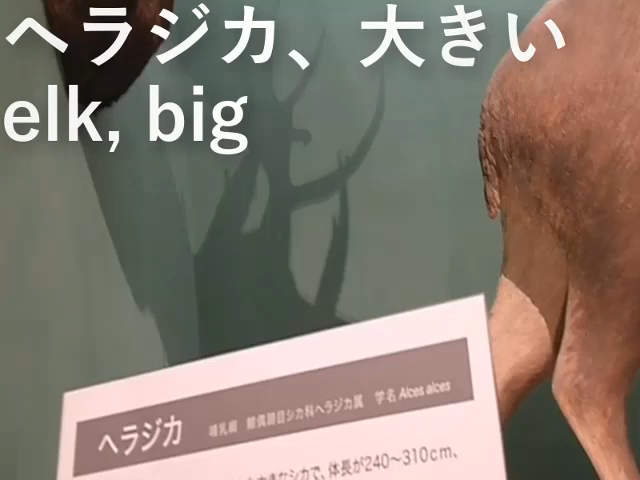 ヘラジカ、大きい
elk, big
ヘラジカ 哺乳綱 鯨偶蹄目シカ科ヘラジカ属 学名 Alces alces
大きなシカで、体長が240〜310cm、